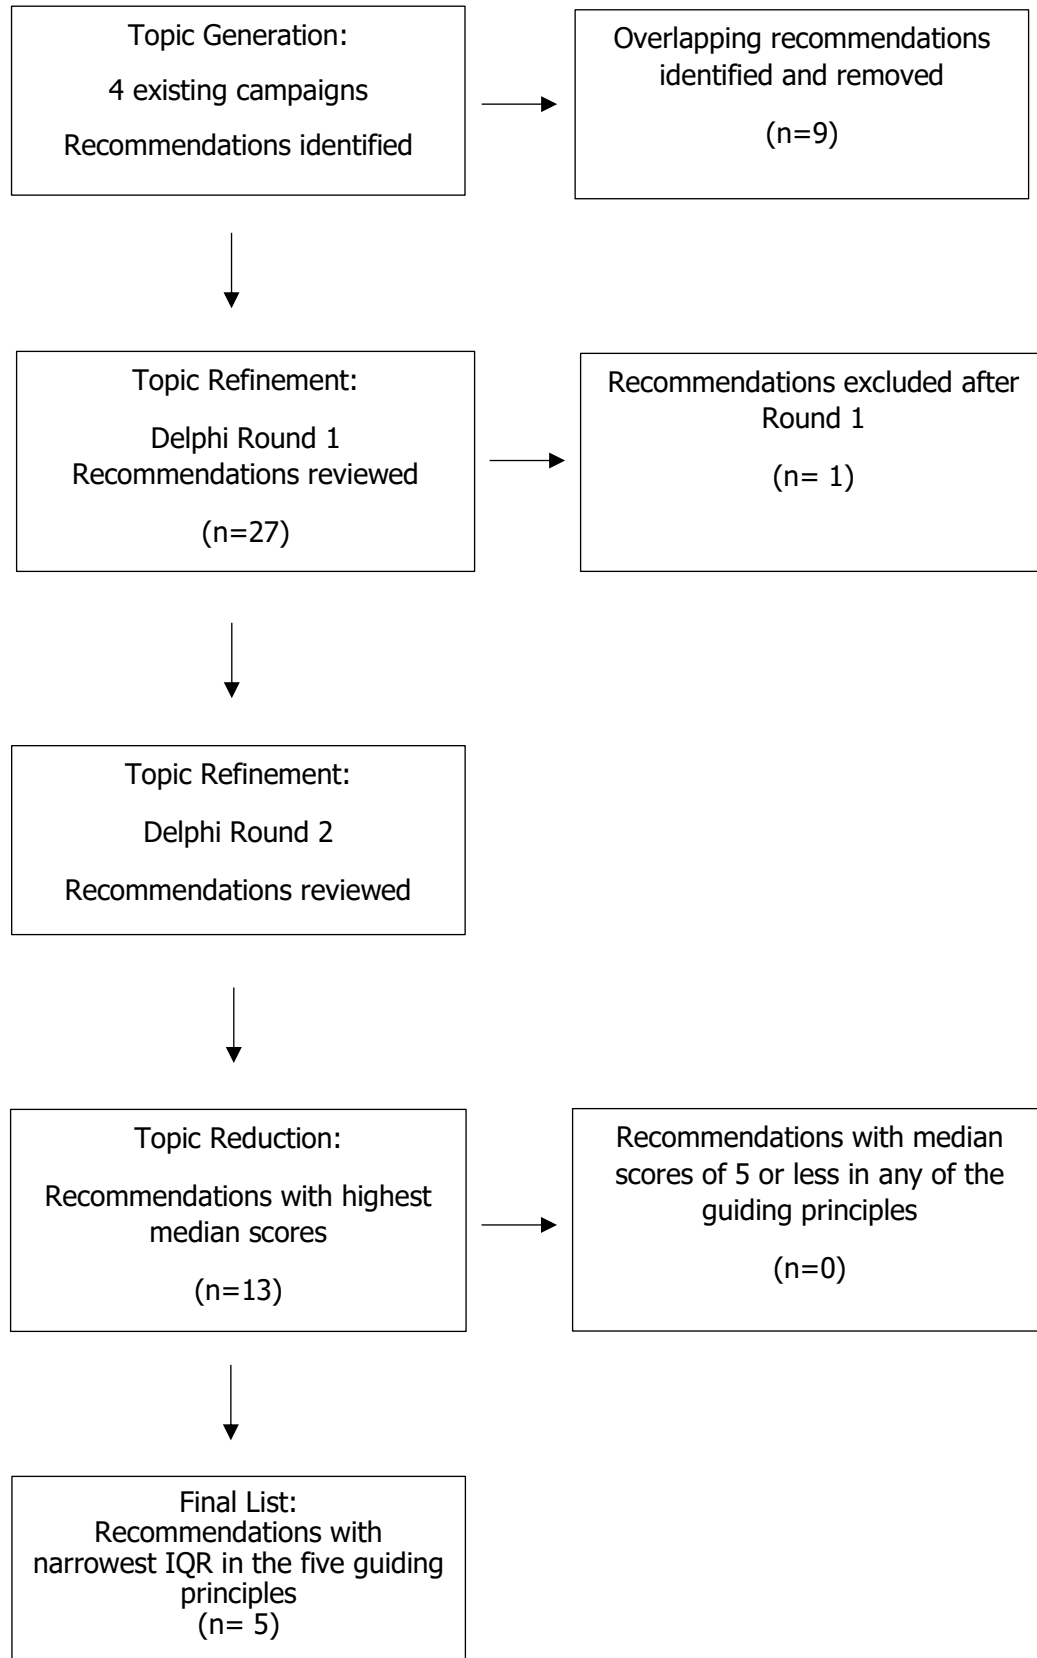 Topic Generation:
4 existing campaigns
Recommendations identified
Overlapping recommendations
identified and removed
(n=9)
Topic Refinement:
Delphi Round 1
Recommendations reviewed
(n=27)
Recommendations excluded after
Round 1
(n= 1)
Topic Refinement:
Delphi Round 2
Recommendations reviewed
Topic Reduction:
Recommendations with highest
median scores
(n=13)
Recommendations with median
scores of 5 or less in any of the
guiding principles
(n=0)
Final List:
Recommendations with
narrowest IQR in the five guiding
principles
(n= 5)